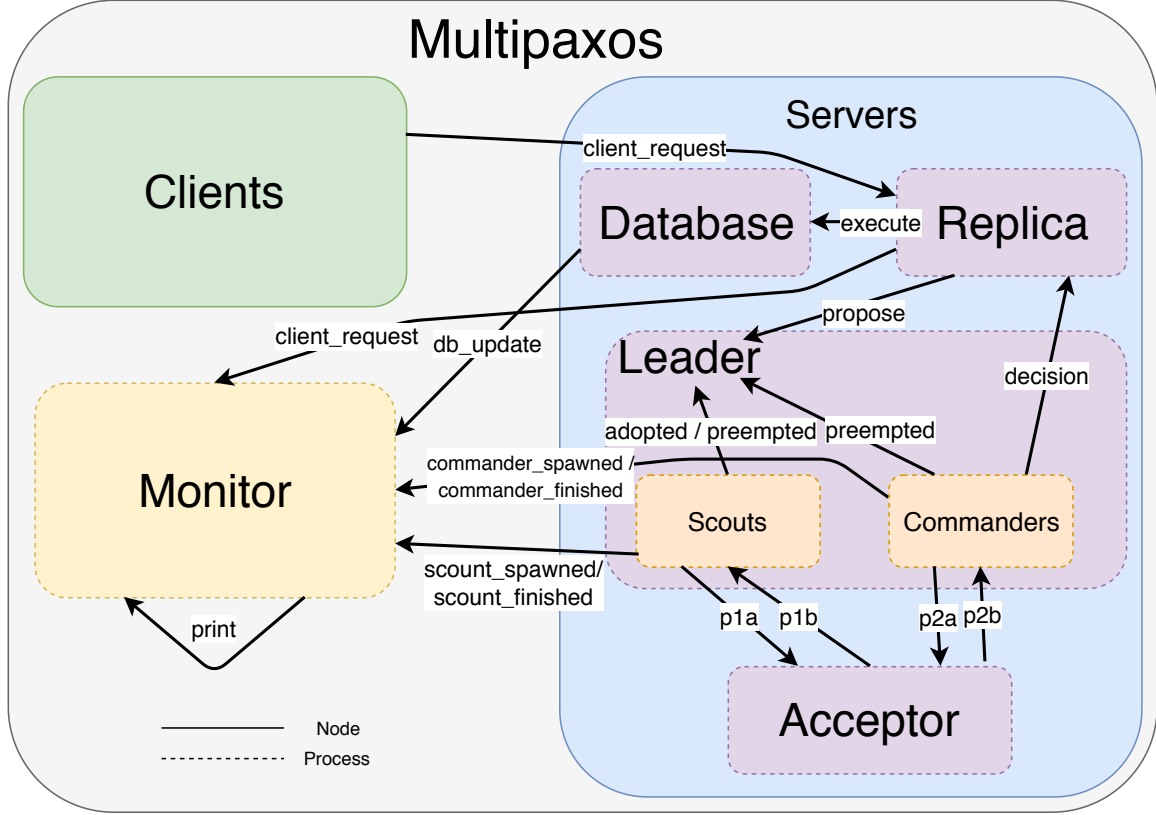 Multipaxos
Servers
Clients
client_request
Database
execute
Replica
client_request
db_update
propose
Leader
decision
adopted / preempted
preempted
commander_spawned /
commander_finished
Monitor
Scouts
Commanders
scount_spawned/
scount_finished
p1a
p1b
p2a
p2b
print
Acceptor
Node
Process